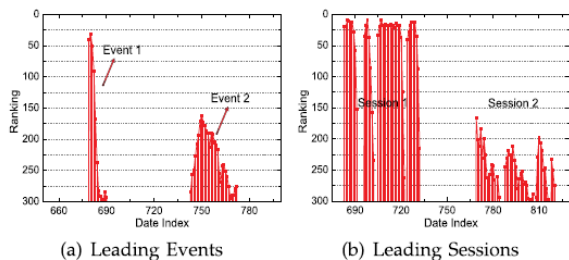 0
50
100
150
200
250
300
Ranking
Event 1
Event 2
660
690
720
750
780
Date Index
(a) Leading Events
0
50
100
150
200
250
300
Ranking
Session 1
Session 2
690
720
750
780
810
Date Index
(b) Leading Sessions